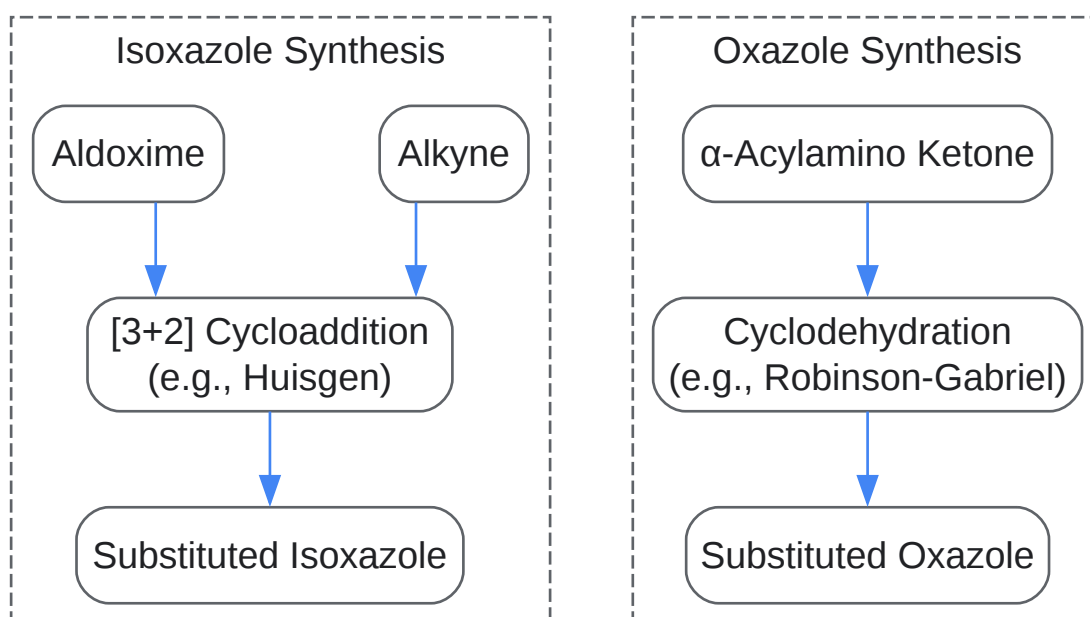 Isoxazole Synthesis
Aldoxime
Alkyne
[3+2] Cycloaddition
(e.g., Huisgen)
Substituted Isoxazole
Oxazole Synthesis
α-Acylamino Ketone
Cyclodehydration
(e.g., Robinson-Gabriel)
Substituted Oxazole